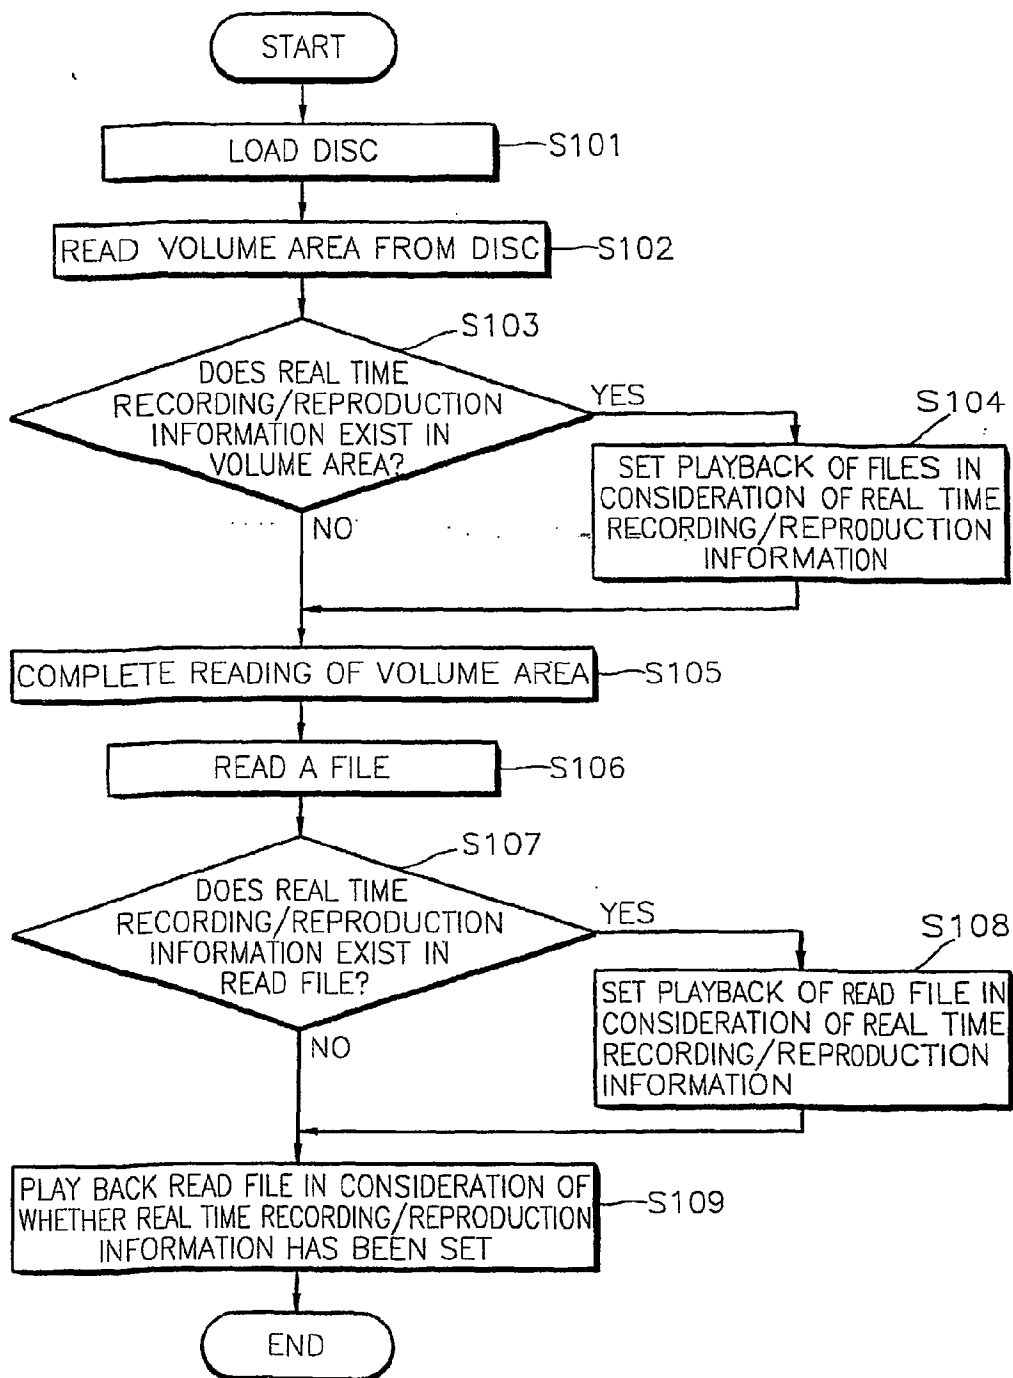 START
LOAD DISC
S101
READ VOLUME AREA FROM DISC
S102
S103
DOES REAL TIME
RECORDING/REPRODUCTION
INFORMATION EXIST IN
VOLUME AREA?
YES
NO
S104
SET PLAYBACK OF FILES IN
CONSIDERATION OF REAL TIME
RECORDING/REPRODUCTION
INFORMATION
COMPLETE READING OF VOLUME AREA
S105
READ A FILE
S106
S107
DOES REAL TIME
RECORDING/REPRODUCTION
INFORMATION EXIST IN
READ FILE?
YES
NO
S108
SET PLAYBACK OF READ FILE IN
CONSIDERATION OF REAL TIME
RECORDING/REPRODUCTION
INFORMATION
PLAY BACK READ FILE IN CONSIDERATION OF
WHETHER REAL TIME RECORDING/REPRODUCTION
INFORMATION HAS BEEN SET
S109
END